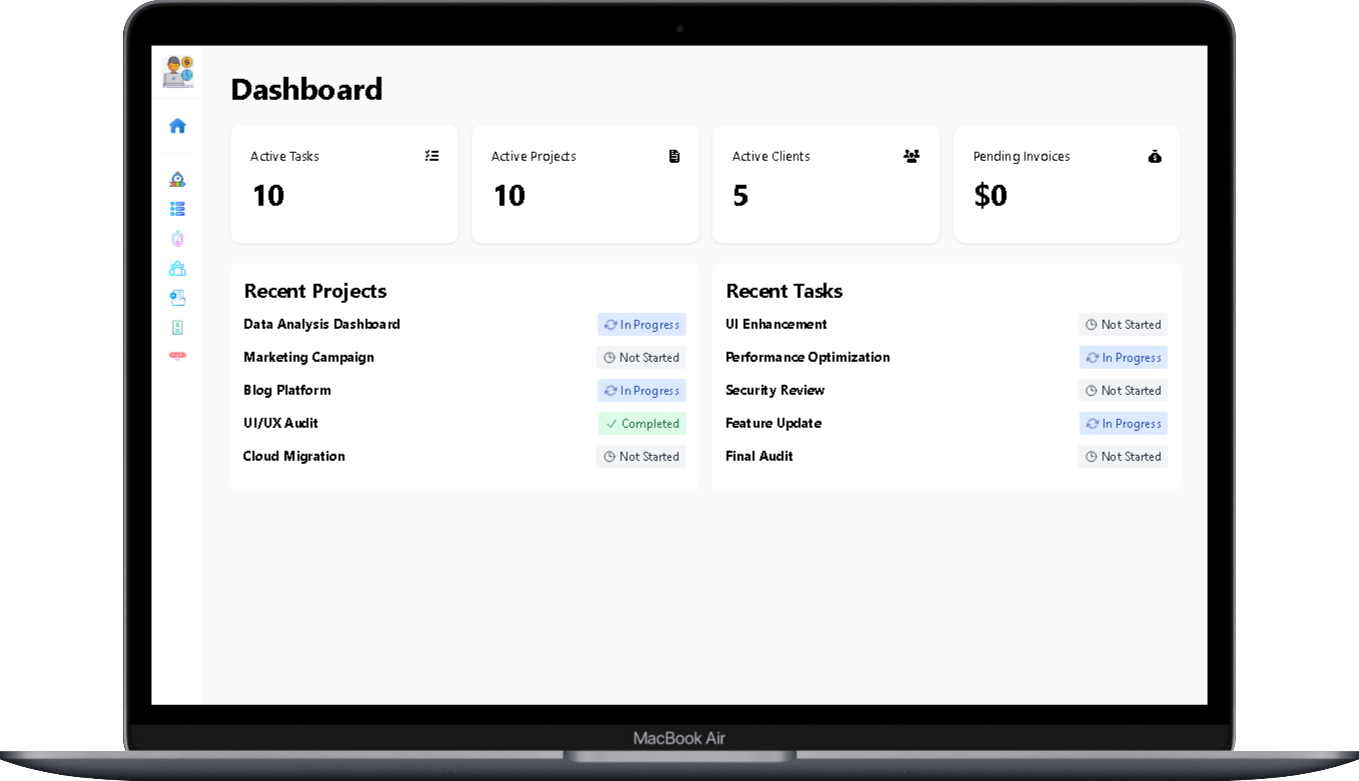 Dashboard
Active Tasks
10
Active Projects
10
Active Clients
5
Pending Invoices
$0
Recent Projects
Data Analysis Dashboard In Progress
Marketing Campaign Not Started
Blog Platform In Progress
UI/UX Audit Completed
Cloud Migration Not Started
Recent Tasks
UI Enhancement Not Started
Performance Optimization In Progress
Security Review Not Started
Feature Update In Progress
Final Audit Not Started
MacBook Air